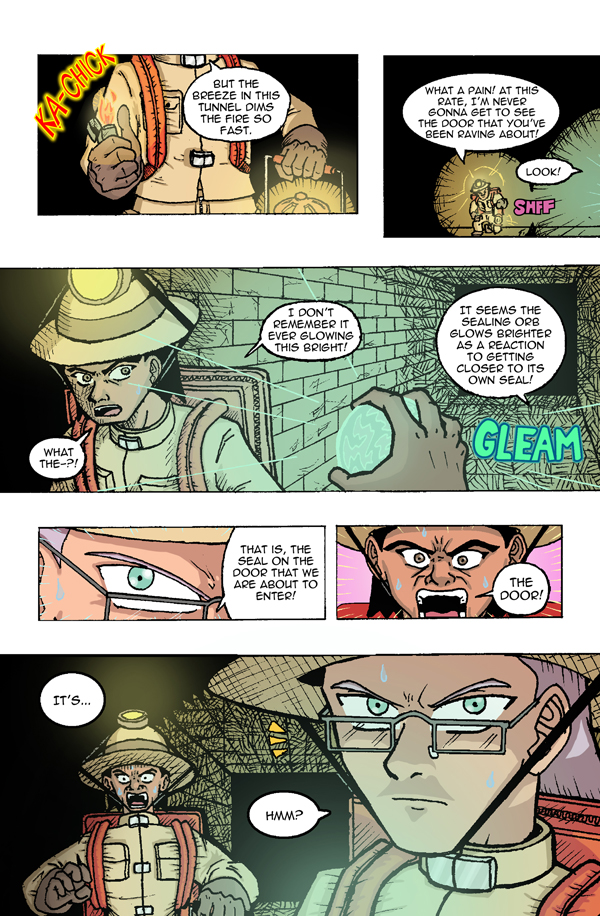 KA-CHICK
BUT THE
BREEZE IN THIS
TUNNEL DIMS
THE FIRE SO
FAST.
WHAT A PAIN! AT THIS
RATE, I'M NEVER
GONNA GET TO SEE
THE DOOR THAT YOU'VE
BEEN RAVING ABOUT!
LOOK!
SHFF
I DON'T
REMEMBER IT
EVER GLOWING
THIS BRIGHT!
IT SEEMS THE
SEALING ORB
GLOWS BRIGHTER
AS A REACTION
TO GETTING
CLOSER TO ITS
OWN SEAL!
WHAT
THE-?!
GLEAM
THAT IS, THE
SEAL ON THE
DOOR THAT WE
ARE ABOUT TO
ENTER!
THE
DOOR!
IT'S...
HMM?